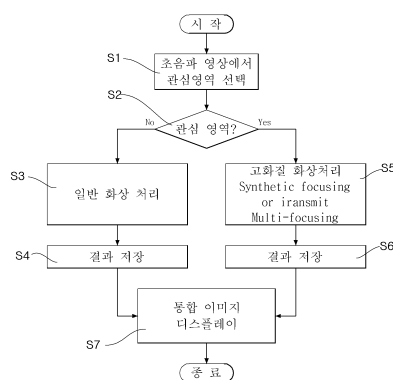 시 작
S1
초음파 영상에서
관심영역 선택
S2
관심 영역?
No
Yes
S3
일반 화상 처리
고화질 화상처리
Synthetic focusing
or iransmit
Multi-focusing
S5
S4
결과 저장
결과 저장
S6
통합 이미지
디스플레이
S7
종 료